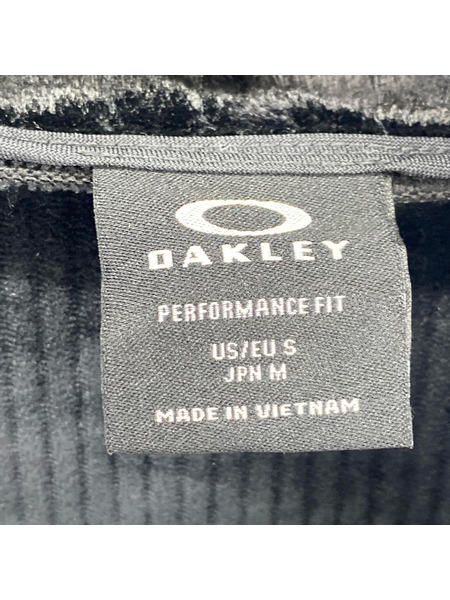 OAKLEY
PERFORMANCE FIT
US/EU S
JPN M
MADE IN VIETNAM